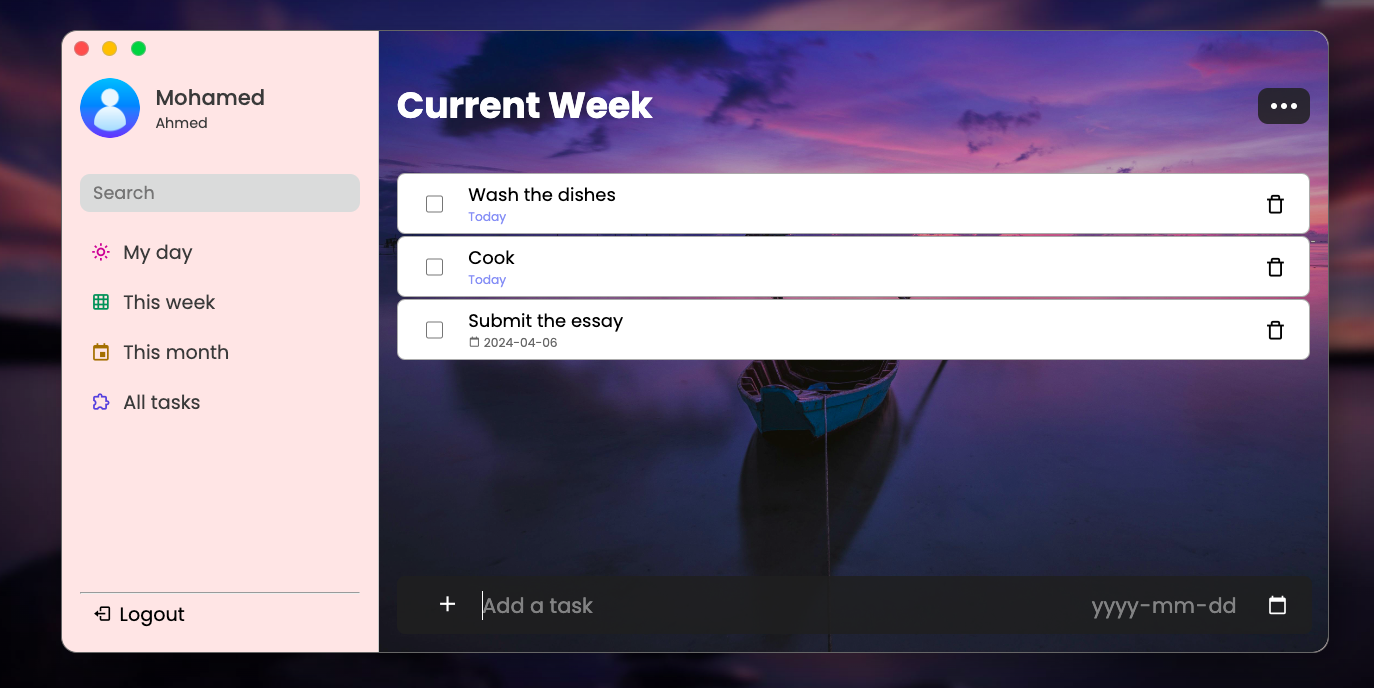 Mohamed
Ahmed
Search
My day
This week
This month
All tasks
Logout
Current Week
Wash the dishes
Today
Cook
Today
Submit the essay
2024-04-06
Add a task
yyyy-mm-dd